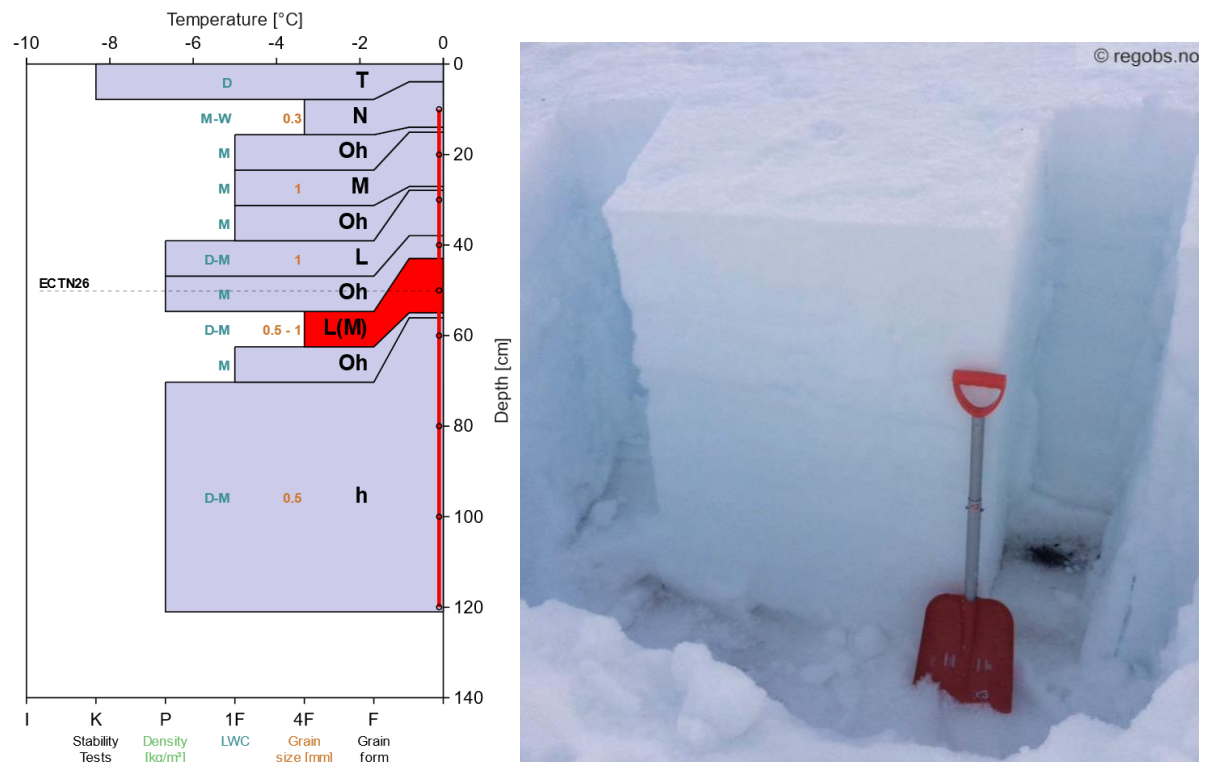 Temperature [°C]
-10 -8 -6 -4 -2 0
0
D T
M-W 0.3 N
M Oh
20
M 1 M
M Oh
40
D-M 1 L
ECTN26
M Oh
D-M 0.5 - 1 L(M)
60
M Oh
Depth [cm]
80
D-M 0.5 h
100
120
140
I K P 1F 4F F
Stability Density LWC Grain Grain
Tests [kg/m³] size [mm] form
© regobs.no